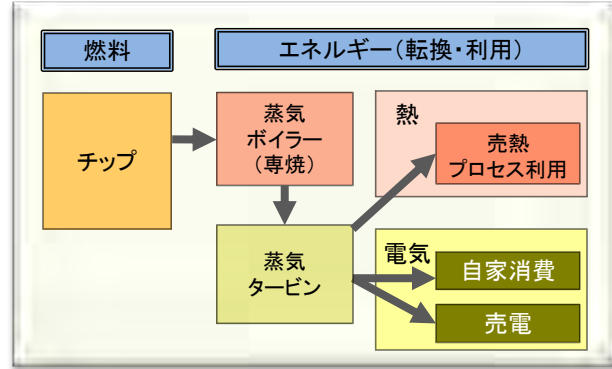 燃料
エネルギー(転換・利用)
チップ
蒸気
ボイラー
(専焼)
熱
売熱
プロセス利用
蒸気
タービン
電気
自家消費
売電